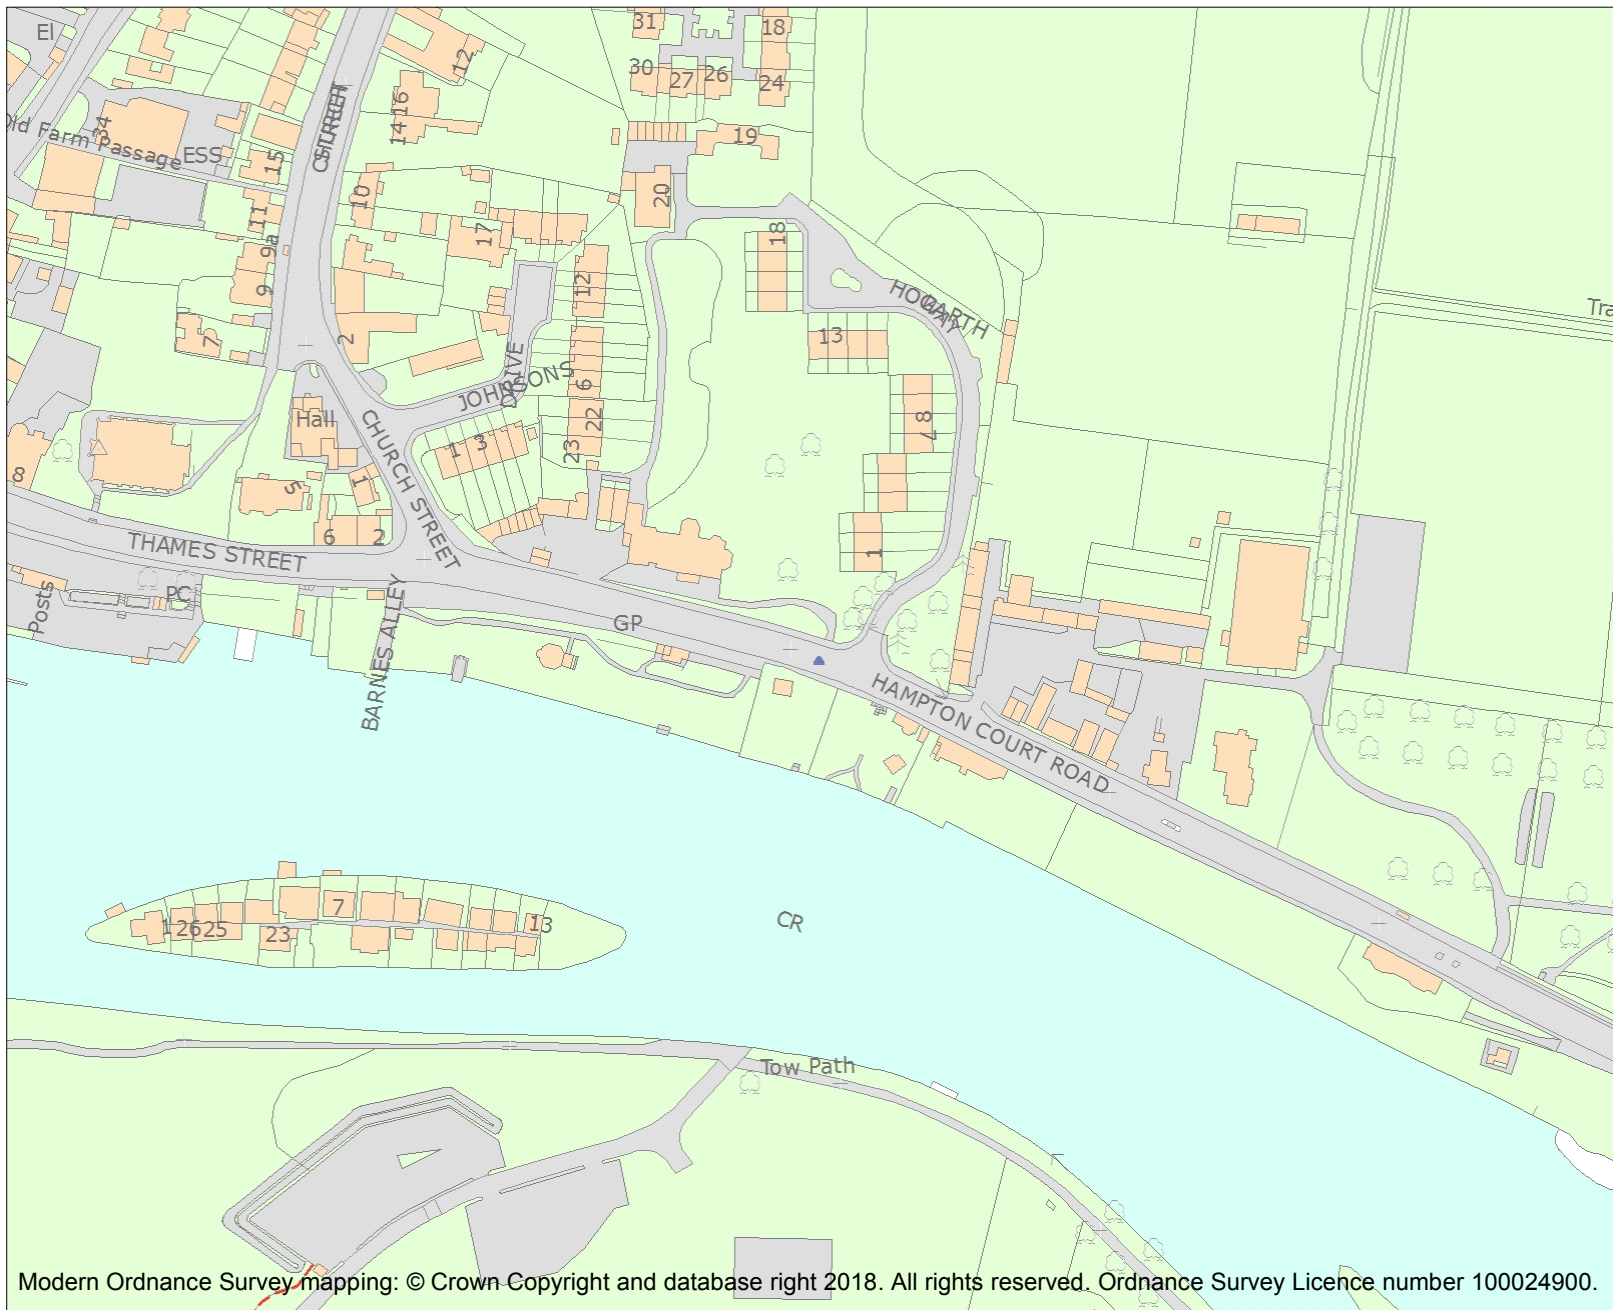 El
31
18
12
30
27
26
24
16
14
34
Old Farm Passage
ESS
CHURCH
STREET
19
15
20
10
11
17
18
9a
12
9
HOGARTH
WAY
Tra
2
7
13
JOHNSONS
DRIVE
6
Hall
CHURCH STREET
22
8
7
1
3
23
8
5
1
6
2
THAMES STREET
1
PC
Posts
BARNES ALLEY
GP
HAMPTON COURT ROAD
7
1
26
25
23
13
CR
Tow Path
Modern Ordnance Survey mapping: © Crown Copyright and database right 2018. All rights reserved. Ordnance Survey Licence number 100024900.